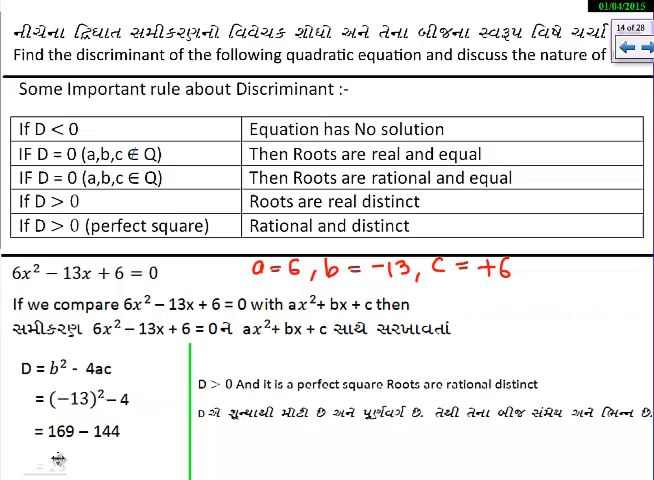 01/04/2015
14 of 28
નીચેના દ્વિઘાત સમીકરણનો વિવેચક શોધો અને તેના બીજના સ્વરૂપ વિષે ચર્ચા
Find the discriminant of the following quadratic equation and discuss the nature of
Some Important rule about Discriminant :-
If D < 0 Equation has No solution
IF D = 0 (a,b,c ∉ Q) Then Roots are real and equal
IF D = 0 (a,b,c ∈ Q) Then Roots are rational and equal
If D > 0 Roots are real distinct
If D > 0 (perfect square) Rational and distinct
6x² − 13x + 6 = 0 a = 6 , b = −13, c = +6
If we compare 6x² − 13x + 6 = 0 with ax²+ bx + c then
સમીકરણ 6x² − 13x + 6 = 0 ને ax²+ bx + c સાથે સરખાવતાં
D = b² - 4ac
= (−13)² − 4
= 169 − 144
D > 0 And it is a perfect square Roots are rational distinct
D એ શૂન્યથી મોટી છે અને પૂર્ણવર્ગ છે. તેથી તેના બીજ સંમેય અને ભિન્ન છે.